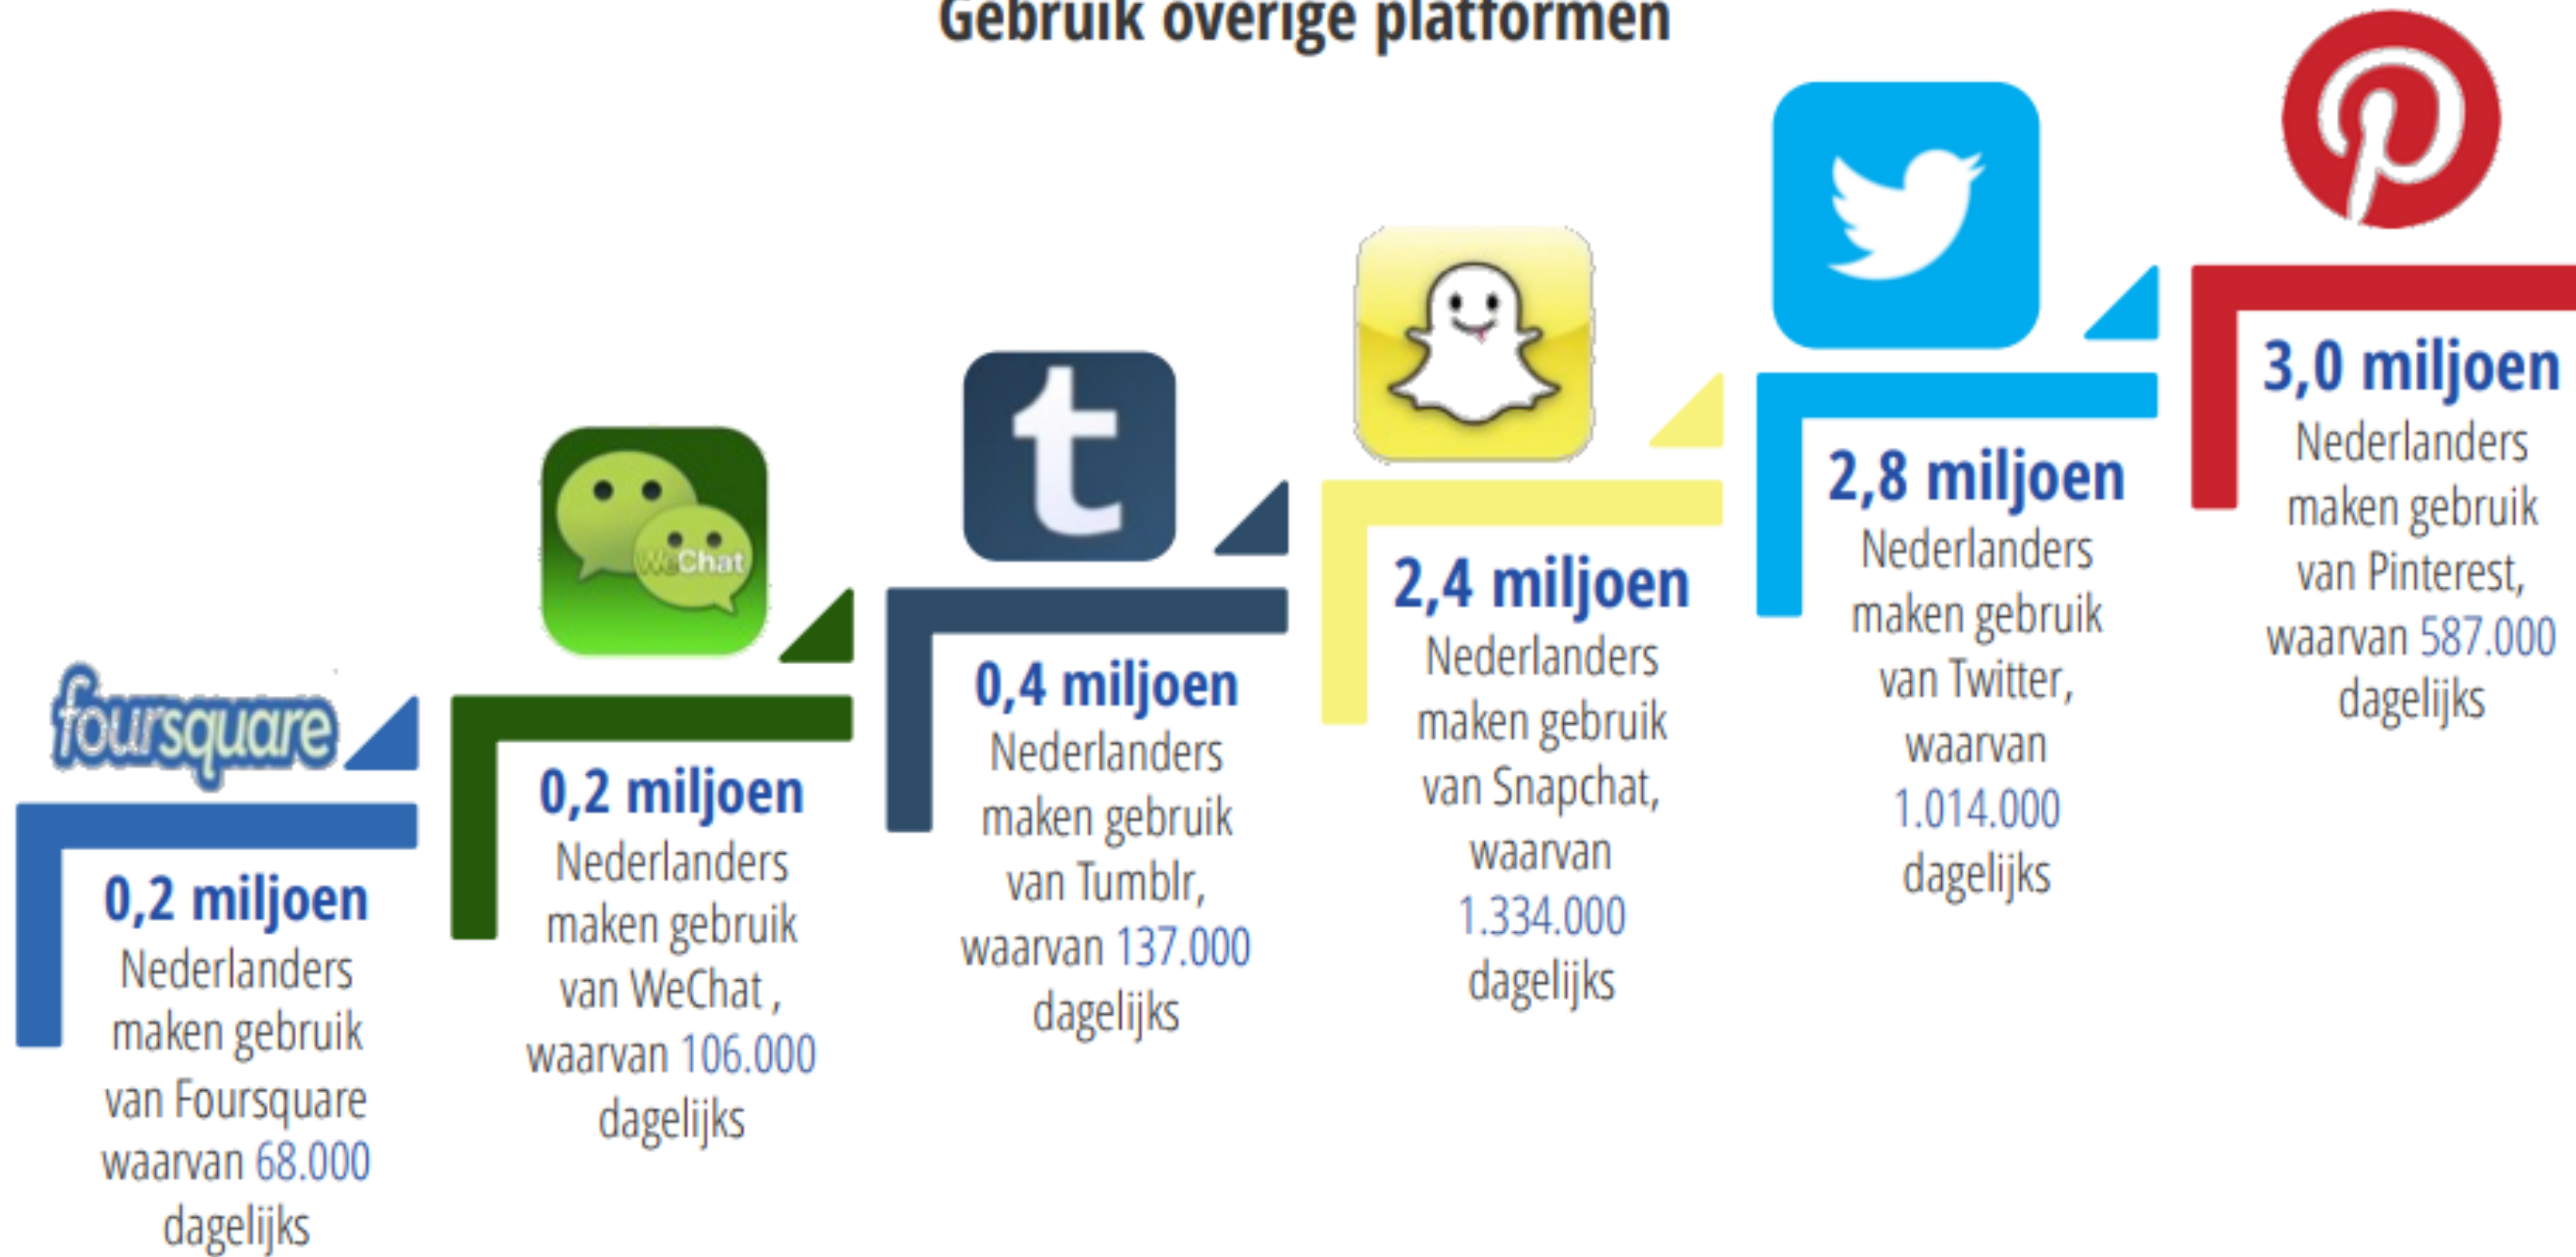 Gebruik overige platformen
foursquare
0,2 miljoen
Nederlanders
maken gebruik
van Foursquare
waarvan 68.000
dagelijks
WeChat
0,2 miljoen
Nederlanders
maken gebruik
van WeChat ,
waarvan 106.000
dagelijks
t
0,4 miljoen
Nederlanders
maken gebruik
van Tumblr,
waarvan 137.000
dagelijks
2,4 miljoen
Nederlanders
maken gebruik
van Snapchat,
waarvan
1.334.000
dagelijks
2,8 miljoen
Nederlanders
maken gebruik
van Twitter,
waarvan
1.014.000
dagelijks
3,0 miljoen
Nederlanders
maken gebruik
van Pinterest,
waarvan 587.000
dagelijks